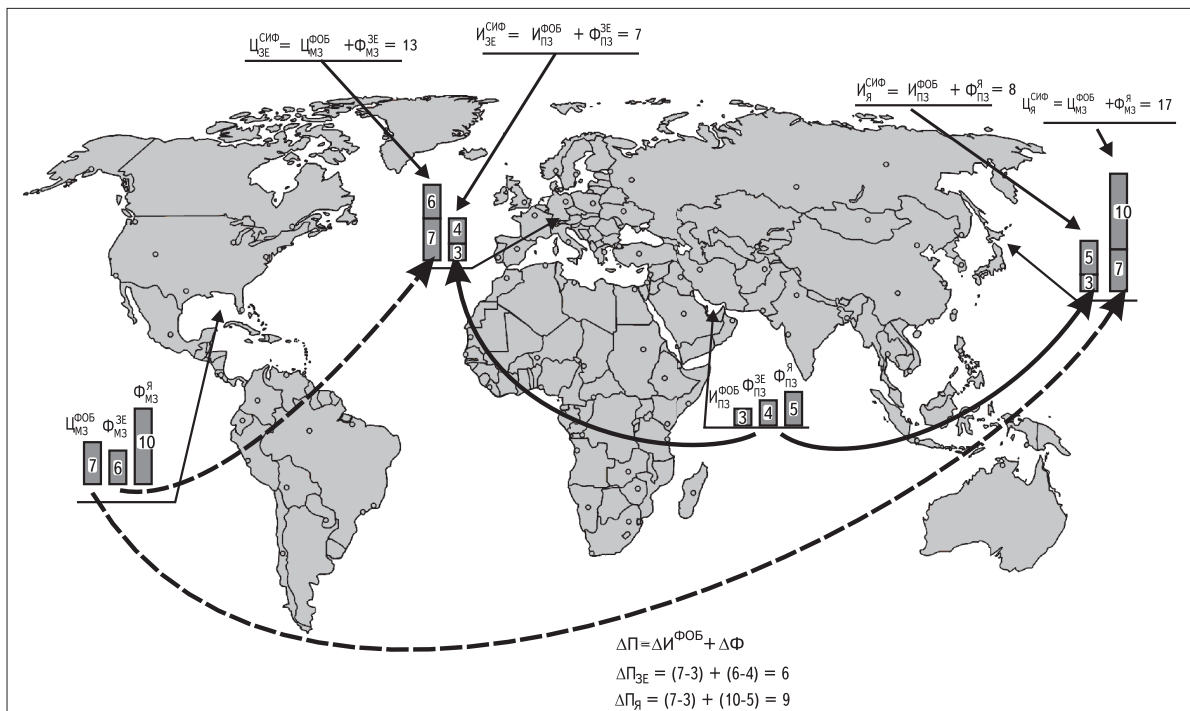 Ц_ЗЕ^СИФ = Ц_МЗ^ФОБ + Ф_МЗ^ЗЕ = 13
И_ЗЕ^СИФ = И_ПЗ^ФОБ + Ф_ПЗ^ЗЕ = 7
И_Я^СИФ = И_ПЗ^ФОБ + Ф_ПЗ^Я = 8
Ц_Я^СИФ = Ц_МЗ^ФОБ + Ф_МЗ^Я = 17
6
7
4
3
10
7
5
3
Ц_МЗ^ФОБ Ф_МЗ^ЗЕ Ф_МЗ^Я
7 6 10
И_ПЗ^ФОБ Ф_ПЗ^ЗЕ Ф_ПЗ^Я
3 4 5
ΔП=ΔИ^ФОБ + ΔФ
ΔП_ЗЕ = (7-3) + (6-4) = 6
ΔП_Я = (7-3) + (10-5) = 9